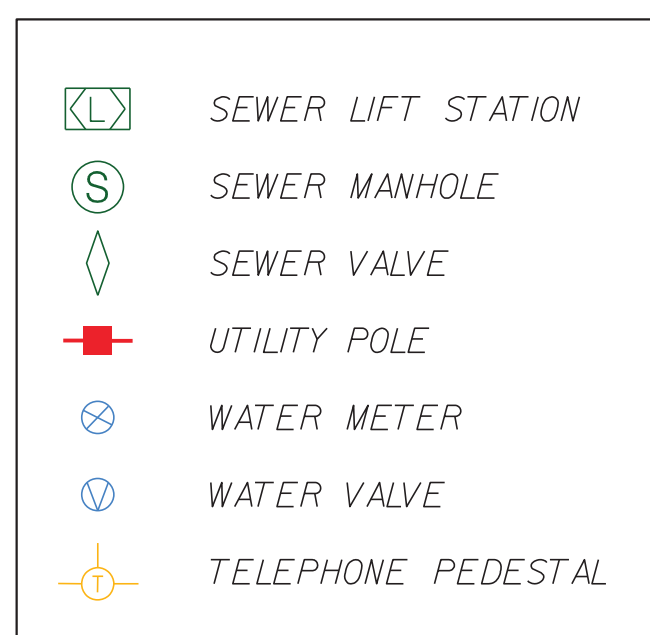 L SEWER LIFT STATION
S SEWER MANHOLE
SEWER VALVE
UTILITY POLE
WATER METER
V WATER VALVE
T TELEPHONE PEDESTAL